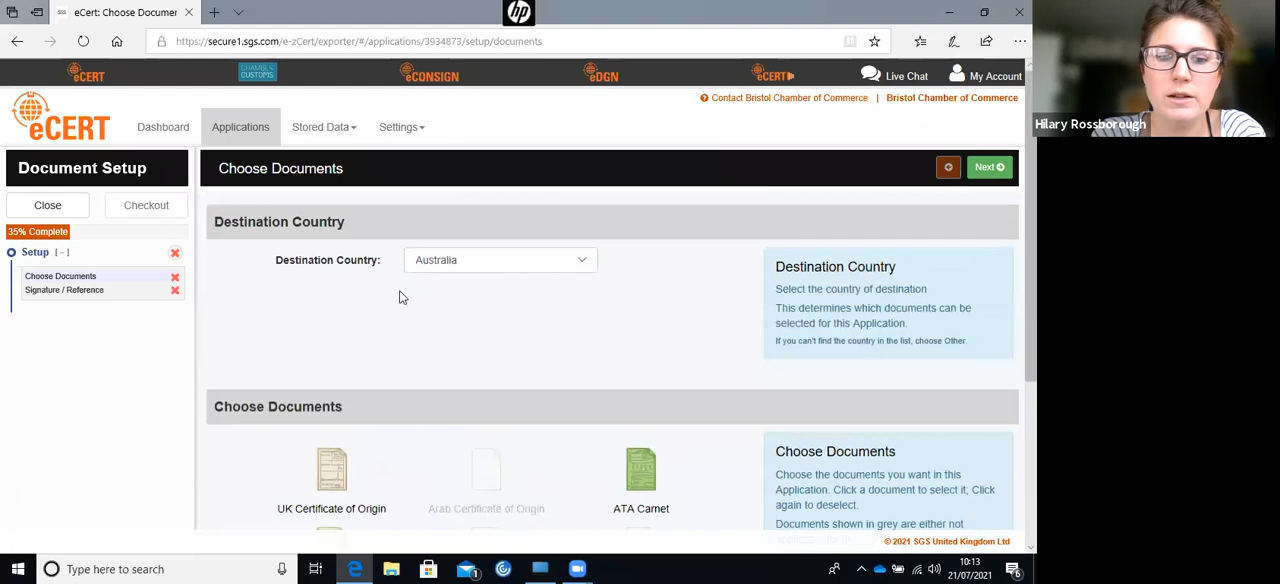 eCert: Choose Documer
hp
https://secure1.sgs.com/e-zCert/exporter/#/applications/3934873/setup/documents
eCERT
CHAMBER CUSTOMS
eCONSIGN
eDGN
eCERT
Live Chat
My Account
Contact Bristol Chamber of Commerce | Bristol Chamber of Commerce
eCERT
Dashboard
Applications
Stored Data
Settings
Hilary Rossborough
Document Setup
Choose Documents
Next
Close
Checkout
35% Complete
Setup [-]
Choose Documents
Signature / Reference
Destination Country
Destination Country:
Australia
Destination Country
Select the country of destination
This determines which documents can be
selected for this Application.
If you can't find the country in the list, choose Other.
Choose Documents
UK Certificate of Origin
Arab Certificate of Origin
ATA Carnet
Choose Documents
Choose the documents you want in this
Application. Click a document to select it; Click
again to deselect.
Documents shown in grey are either not
© 2021 SGS United Kingdom Ltd
Type here to search
1
10:13
21/07/2021
6